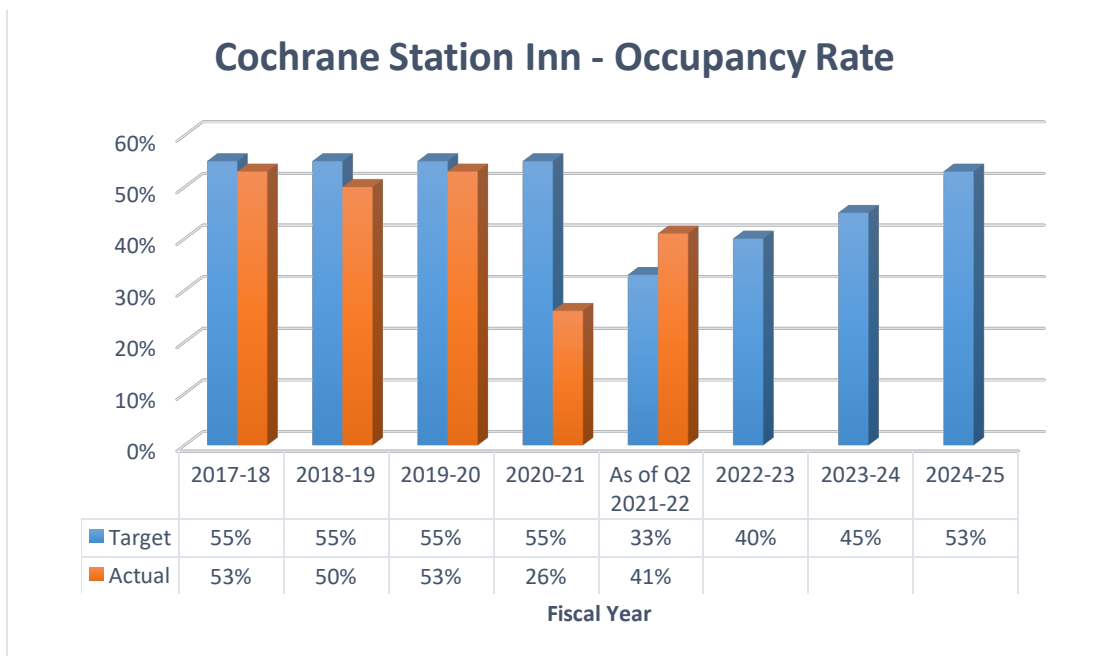 Cochrane Station Inn - Occupancy Rate
60%
50%
40%
30%
20%
10%
0%
2017-18 2018-19 2019-20 2020-21 As of Q2 2022-23 2023-24 2024-25
2021-22
Target 55% 55% 55% 55% 33% 40% 45% 53%
Actual 53% 50% 53% 26% 41%
Fiscal Year